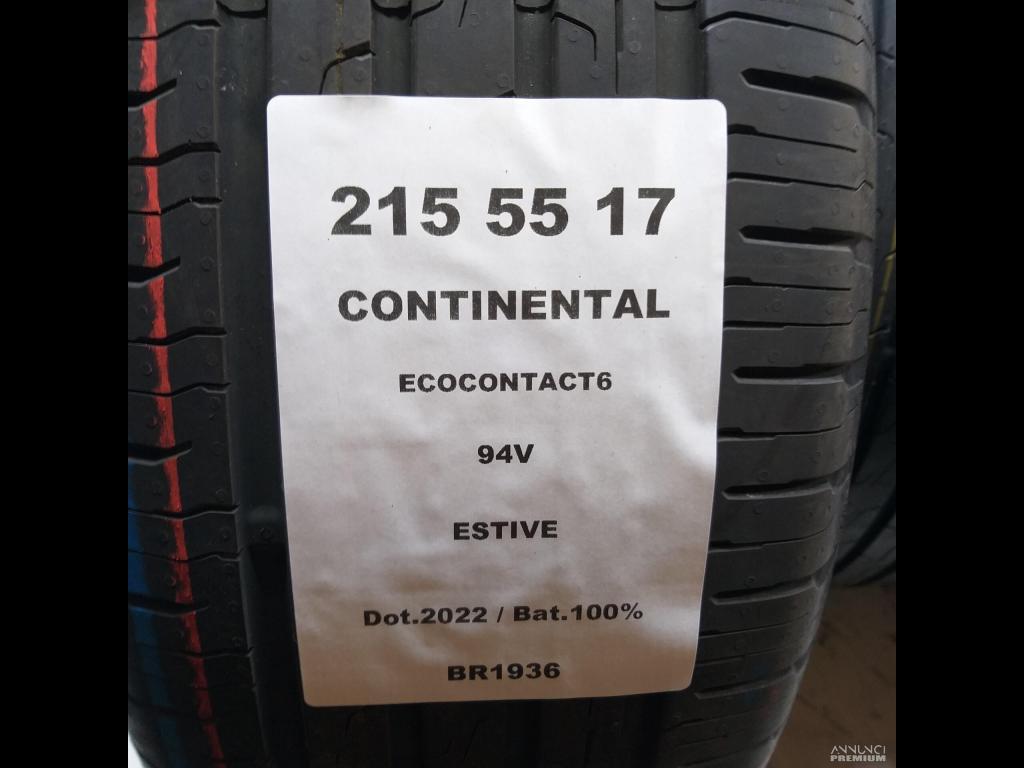 215 55 17
CONTINENTAL
ECOCONTACT6
94V
ESTIVE
Dot.2022 / Bat.100%
BR1936
ANNUNCI
PREMIUM